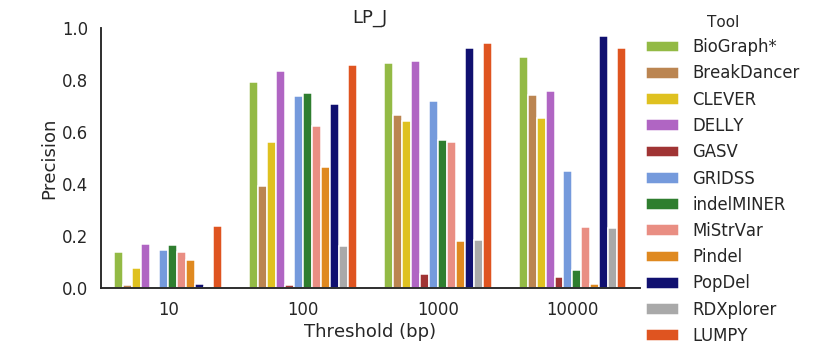 LP_J
Precision
1.0
0.8
0.6
0.4
0.2
0.0
10
100
1000
10000
Threshold (bp)
Tool
BioGraph*
BreakDancer
CLEVER
DELLY
GASV
GRIDSS
indelMINER
MiStrVar
Pindel
PopDel
RDXplorer
LUMPY